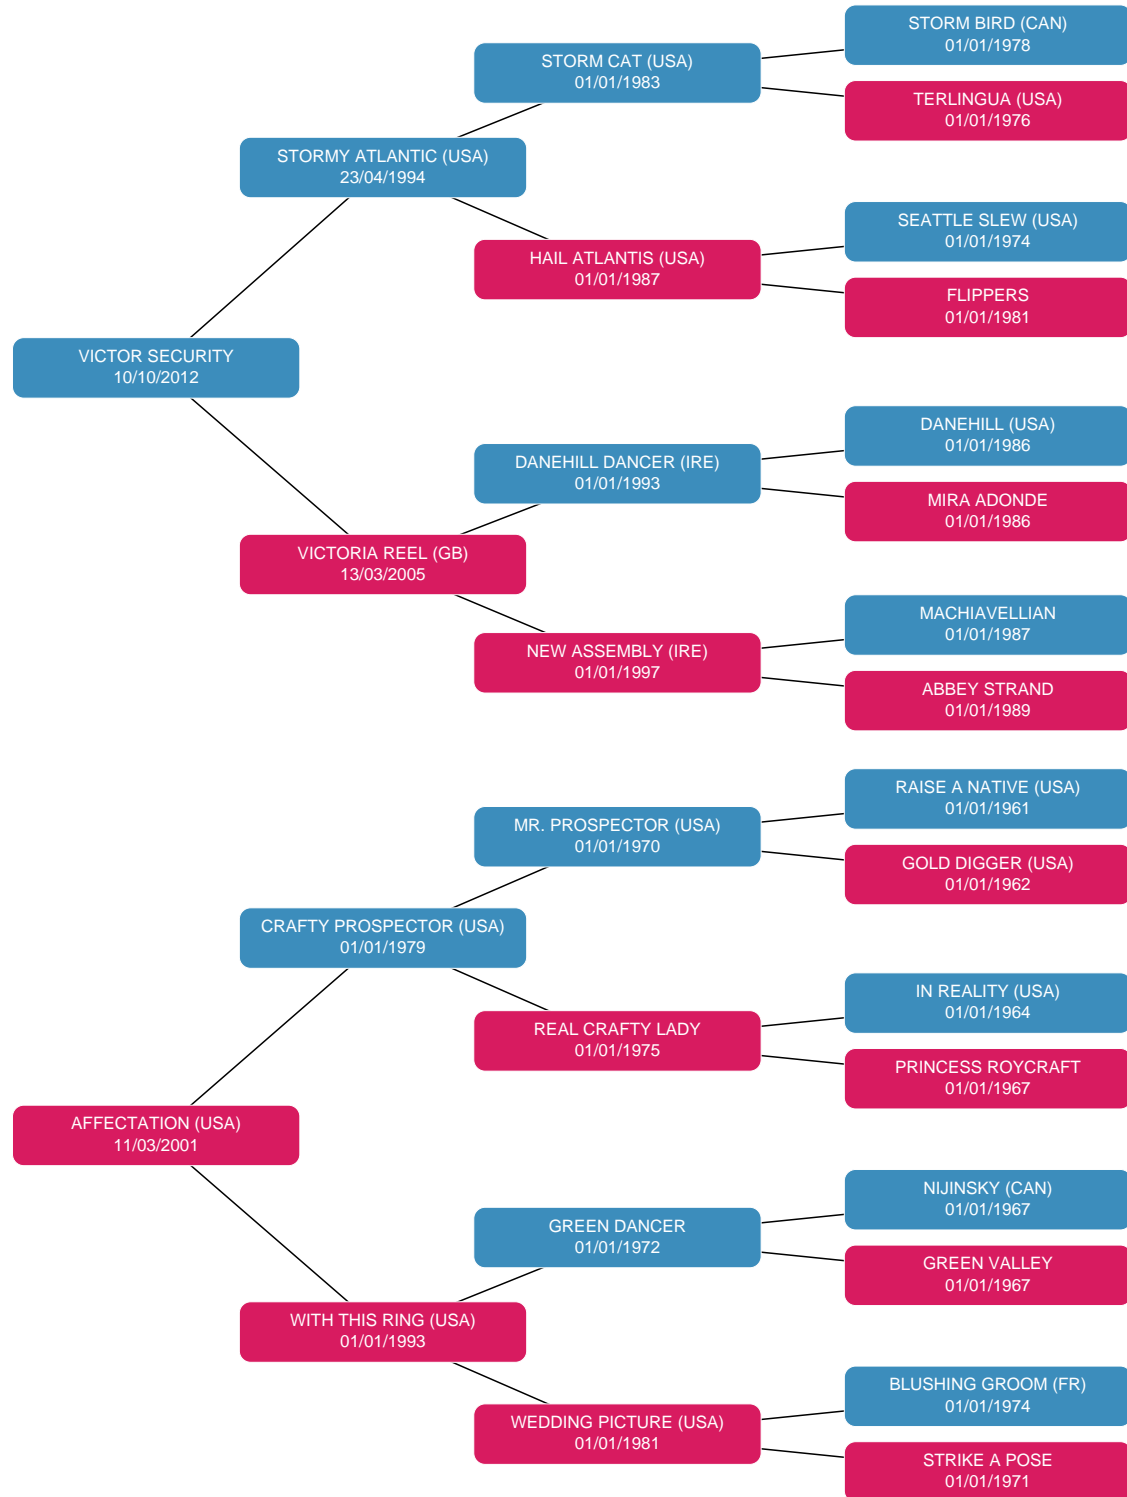 STORM BIRD (CAN)
01/01/1978
STORM CAT (USA)
01/01/1983
TERLINGUA (USA)
01/01/1976
STORMY ATLANTIC (USA)
23/04/1994
SEATTLE SLEW (USA)
01/01/1974
HAIL ATLANTIS (USA)
01/01/1987
FLIPPERS
01/01/1981
VICTOR SECURITY
10/10/2012
DANEHILL (USA)
01/01/1986
DANEHILL DANCER (IRE)
01/01/1993
MIRA ADONDE
01/01/1986
VICTORIA REEL (GB)
13/03/2005
MACHIAVELLIAN
01/01/1987
NEW ASSEMBLY (IRE)
01/01/1997
ABBEY STRAND
01/01/1989
RAISE A NATIVE (USA)
01/01/1961
MR. PROSPECTOR (USA)
01/01/1970
GOLD DIGGER (USA)
01/01/1962
CRAFTY PROSPECTOR (USA)
01/01/1979
IN REALITY (USA)
01/01/1964
REAL CRAFTY LADY
01/01/1975
PRINCESS ROYCRAFT
01/01/1967
AFFECTATION (USA)
11/03/2001
NIJINSKY (CAN)
01/01/1967
GREEN DANCER
01/01/1972
GREEN VALLEY
01/01/1967
WITH THIS RING (USA)
01/01/1993
BLUSHING GROOM (FR)
01/01/1974
WEDDING PICTURE (USA)
01/01/1981
STRIKE A POSE
01/01/1971